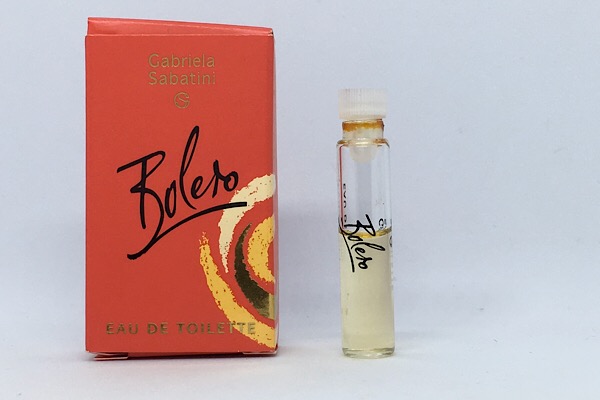 Gabriela
Sabatini
Bolero
EAU DE TOILETTE
Bolero